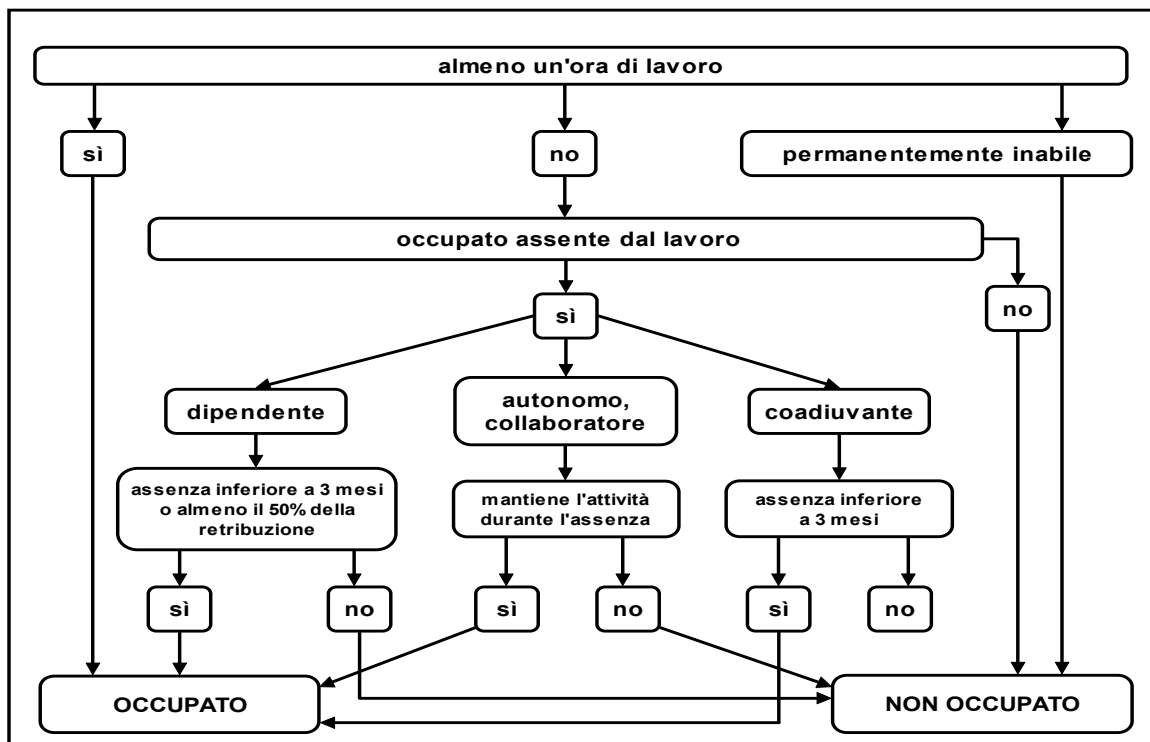 almeno un'ora di lavoro
sì
no
permanentemente inabile
occupato assente dal lavoro
no
sì
dipendente
autonomo,
collaboratore
coadiuvante
assenza inferiore a 3 mesi
o almeno il 50% della
retribuzione
mantiene l'attività
durante l'assenza
assenza inferiore
a 3 mesi
sì
no
sì
no
sì
no
OCCUPATO
NON OCCUPATO